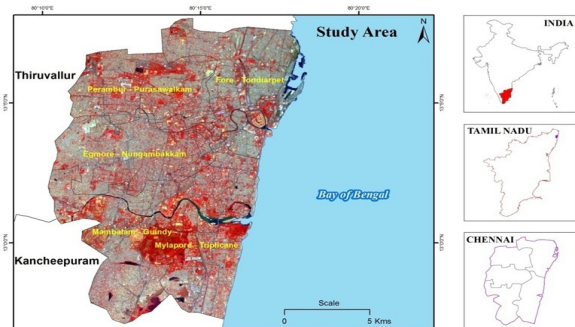 80°10'0"E
80°15'0"E
80°20'0"E
Study Area
N
Thiruvallur
Fore - Tondiarpet
Perambur - Purasawalkam
Egmore - Nungambakkam
Bay of Bengal
Mambalam - Guindy
Mylapore - Triplicane
Kancheepuram
Scale
0
5 Kms
INDIA
TAMIL NADU
CHENNAI